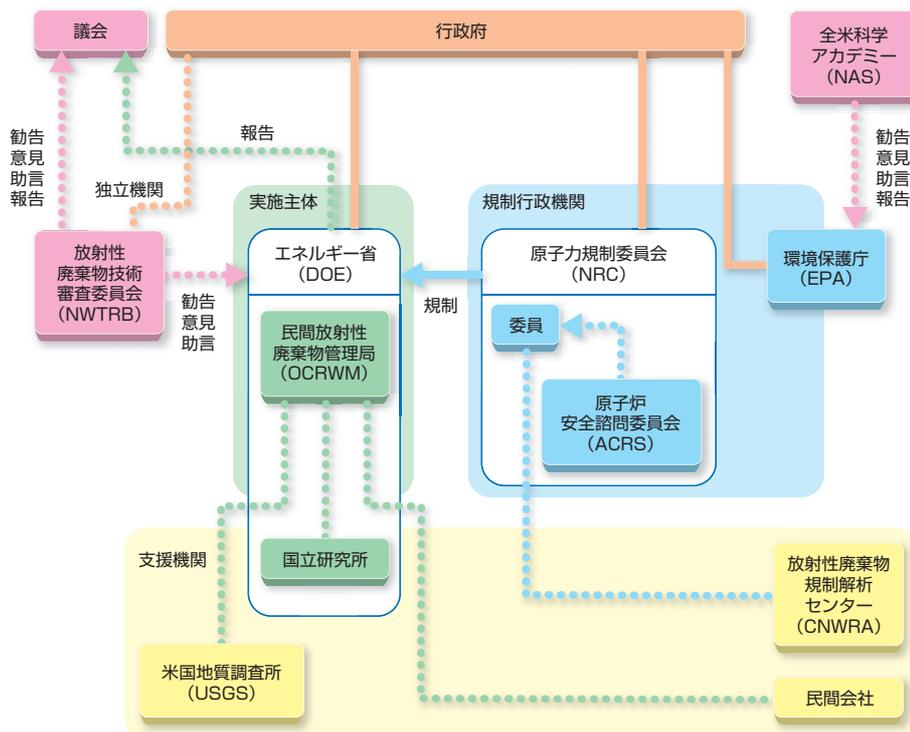 議会
行政府
全米科学
アカデミー
（NAS）
勧告
意見
助言
報告
報告
独立機関
勧告
意見
助言
報告
実施主体
規制行政機関
放射性
廃棄物技術
審査委員会
（NWTRB）
勧告
意見
助言
エネルギー省
（DOE）
規制
原子力規制委員会
（NRC）
環境保護庁
（EPA）
民間放射性
廃棄物管理局
（OCRWM）
委員
原子炉
安全諮問委員会
（ACRS）
支援機関
国立研究所
放射性廃棄物
規制解析
センター
（CNWRA）
米国地質調査所
（USGS）
民間会社